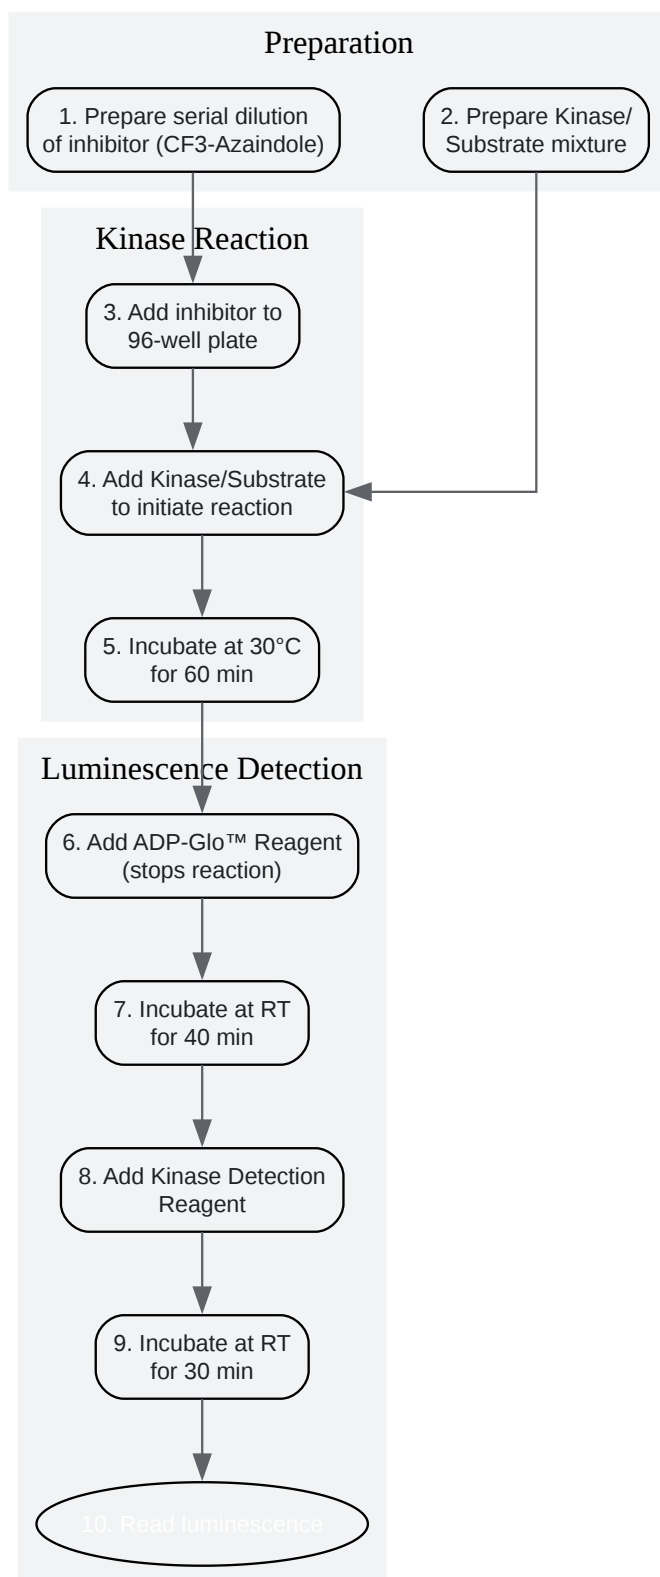 Preparation
1. Prepare serial dilution
of inhibitor (CF3-Azaindole)
2. Prepare Kinase/
Substrate mixture
Kinase Reaction
3. Add inhibitor to
96-well plate
4. Add Kinase/Substrate
to initiate reaction
5. Incubate at 30°C
for 60 min
Luminescence Detection
6. Add ADP-Glo™ Reagent
(stops reaction)
7. Incubate at RT
for 40 min
8. Add Kinase Detection
Reagent
9. Incubate at RT
for 30 min
10. Read luminescence